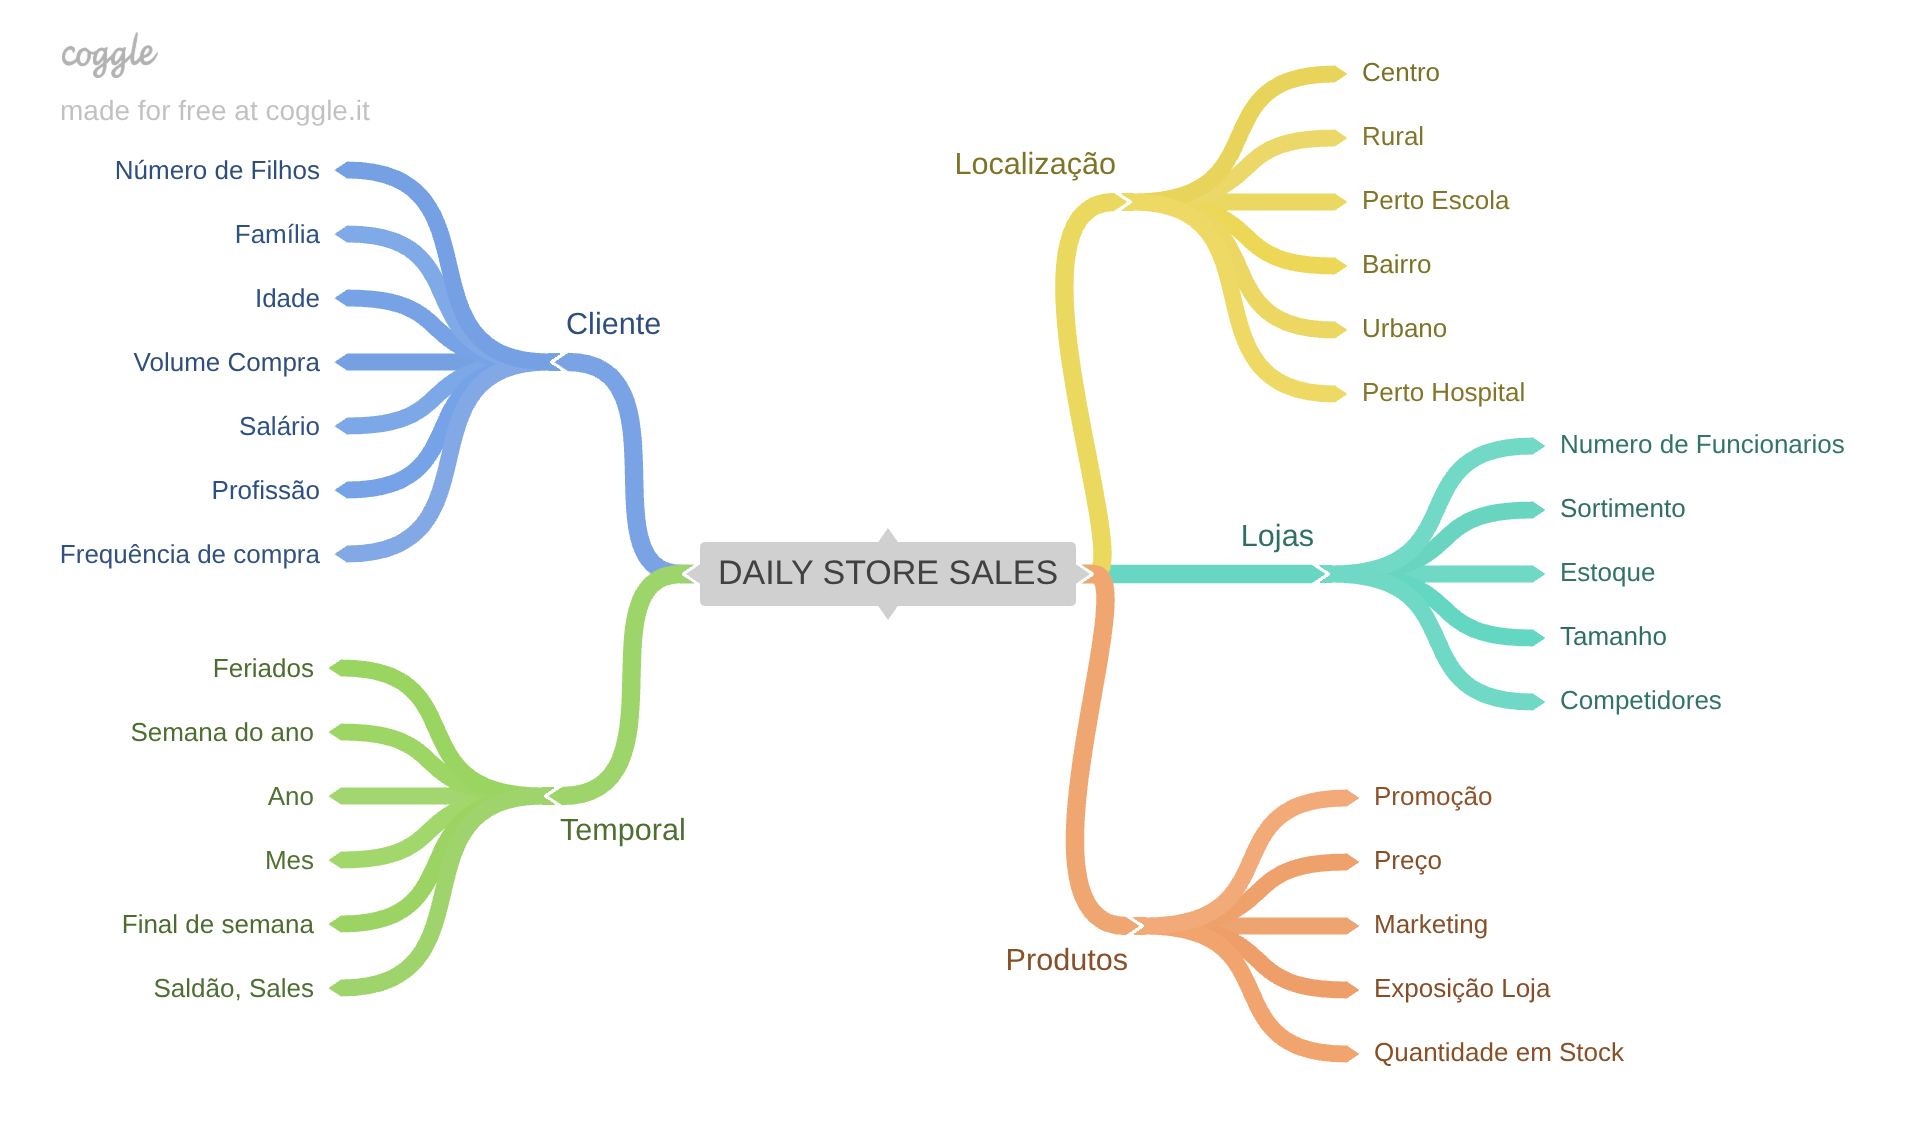 coggle
made for free at coggle.it
Número de Filhos
Família
Idade
Volume Compra
Salário
Profissão
Frequência de compra
Cliente
Feriados
Semana do ano
Ano
Mes
Final de semana
Saldão, Sales
Temporal
DAILY STORE SALES
Localização
Centro
Rural
Perto Escola
Bairro
Urbano
Perto Hospital
Lojas
Numero de Funcionarios
Sortimento
Estoque
Tamanho
Competidores
Produtos
Promoção
Preço
Marketing
Exposição Loja
Quantidade em Stock